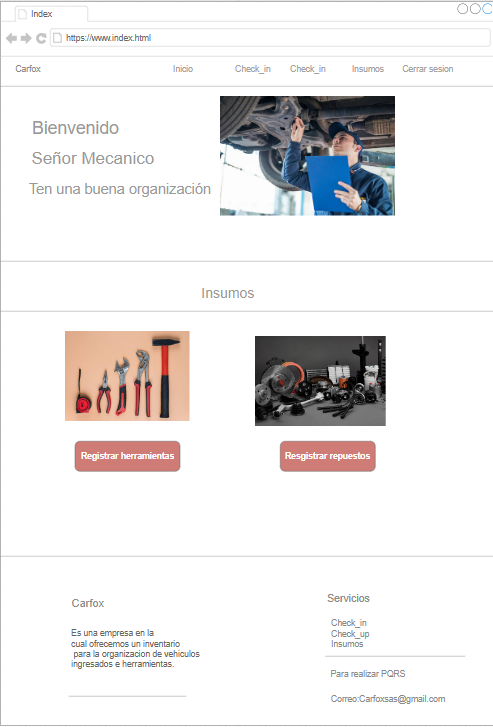 Index
https://www.index.html
Carfox Inicio Check_in Check_in Insumos Cerrar sesion
Bienvenido
Señor Mecanico
Ten una buena organización
Insumos
Registrar herramientas Resgistrar repuestos
Carfox
Es una empresa en la
cual ofrecemos un inventario
para la organizacion de vehiculos
ingresados e herramientas.
Servicios
Check_in
Check_up
Insumos
Para realizar PQRS
Correo:Carfoxsas@gmail.com